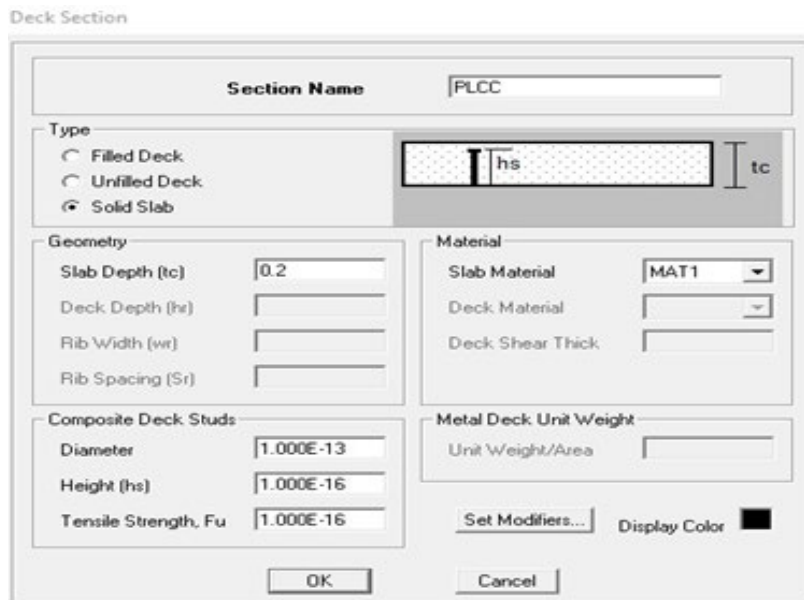 Deck Section
Section Name PLCC
Type
Filled Deck
Unfilled Deck
Solid Slab
hs
tc
Geometry
Slab Depth (tc) 0.2
Deck Depth (hr)
Rib Width (wr)
Rib Spacing (Sr)
Material
Slab Material MAT1
Deck Material
Deck Shear Thick
Composite Deck Studs
Diameter 1.000E-13
Height (hs) 1.000E-16
Tensile Strength, Fu 1.000E-16
Metal Deck Unit Weight
Unit Weight/Area
Set Modifiers... Display Color
OK Cancel